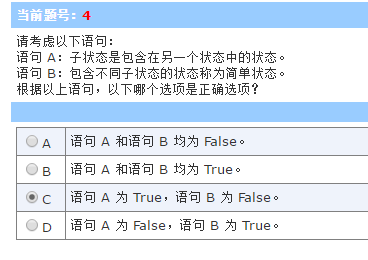 当前题号：4
请考虑以下语句：
语句 A：子状态是包含在另一个状态中的状态。
语句 B：包含不同子状态的状态称为简单状态。
根据以上语句，以下哪个选项是正确选项？
A 语句 A 和语句 B 均为 False。
B 语句 A 和语句 B 均为 True。
C 语句 A 为 True，语句 B 为 False。
D 语句 A 为 False，语句 B 为 True。